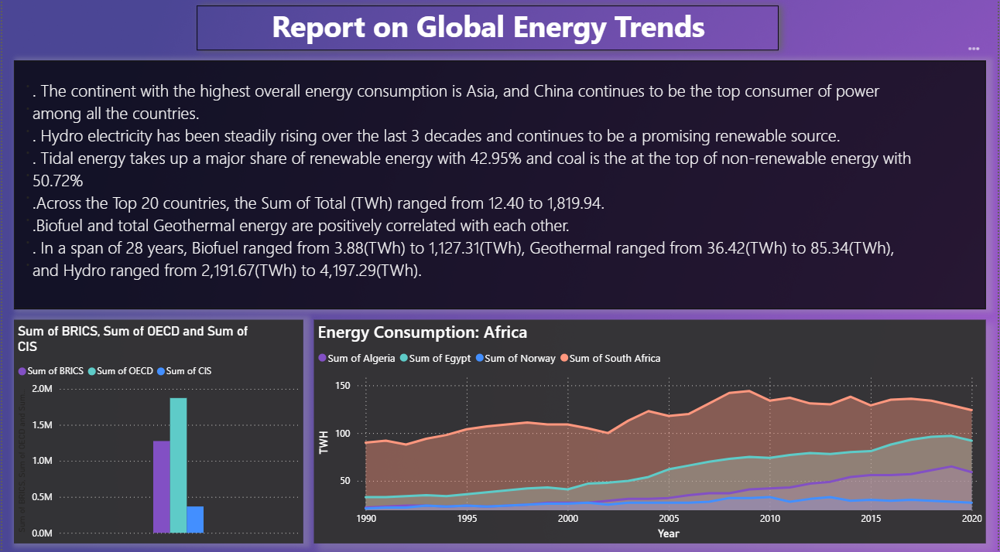 Report on Global Energy Trends
. The continent with the highest overall energy consumption is Asia, and China continues to be the top consumer of power
among all the countries.
. Hydro electricity has been steadily rising over the last 3 decades and continues to be a promising renewable source.
. Tidal energy takes up a major share of renewable energy with 42.95% and coal is the at the top of non-renewable energy with
50.72%
.Across the Top 20 countries, the Sum of Total (TWh) ranged from 12.40 to 1,819.94.
.Biofuel and total Geothermal energy are positively correlated with each other.
. In a span of 28 years, Biofuel ranged from 3.88(TWh) to 1,127.31(TWh), Geothermal ranged from 36.42(TWh) to 85.34(TWh),
and Hydro ranged from 2,191.67(TWh) to 4,197.29(TWh).
Sum of BRICS, Sum of OECD and Sum of
CIS
Sum of BRICS Sum of OECD Sum of CIS
Sum of BRICS, Sum of OECD and Sum...
2.0M
1.5M
1.0M
0.5M
0.0M
Energy Consumption: Africa
Sum of Algeria Sum of Egypt Sum of Norway Sum of South Africa
TWH
150
100
50
1990 1995 2000 2005 2010 2015 2020
Year